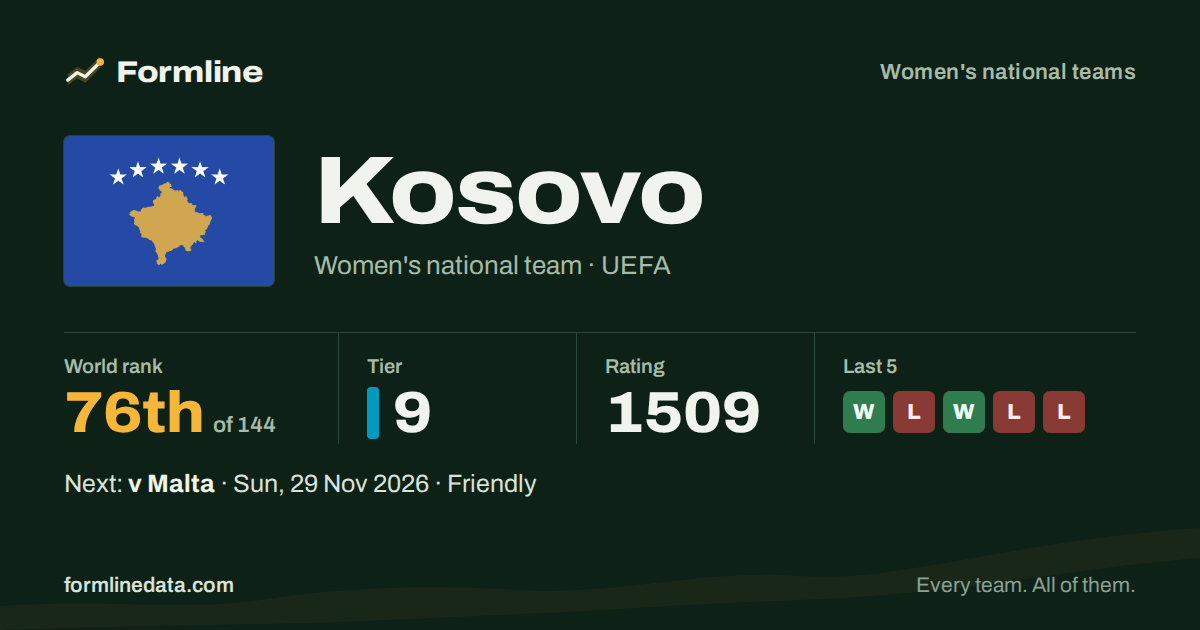 Formline
Women's national teams
Kosovo
Women's national team · UEFA
World rank
76th of 144
Tier
9
Rating
1509
Last 5
W L W L L
Next: v Malta · Sun, 29 Nov 2026 · Friendly
formlinedata.com
Every team. All of them.